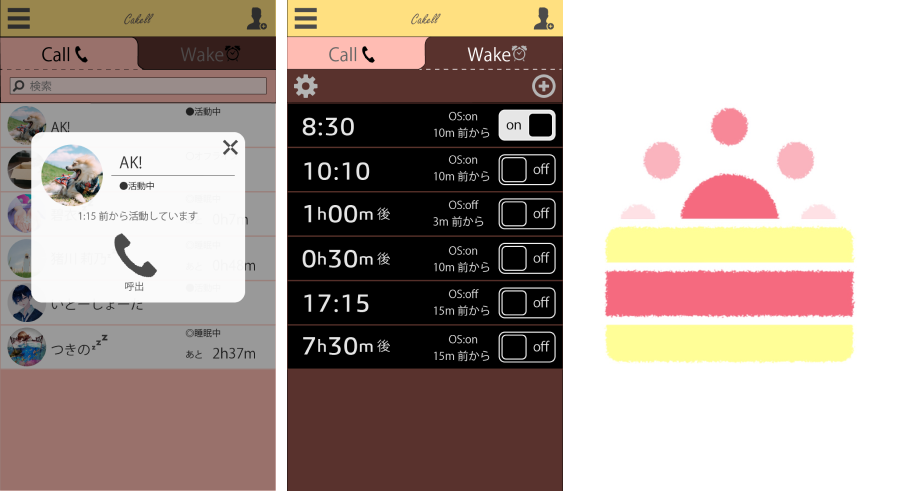 Cakell
Call Wake
検索
●活動中
AK!
AK!
●活動中
1:15 前から活動しています
呼出
いとーしょーた
◎睡眠中
つきの zzz
あと 2h37m
Cakell
Call Wake
8:30 OS:on 10m 前から on
10:10 OS:on 10m 前から off
1h00m 後 OS:off 3m 前から off
0h30m 後 OS:on 10m 前から off
17:15 OS:off 15m 前から off
7h30m 後 OS:on 15m 前から off